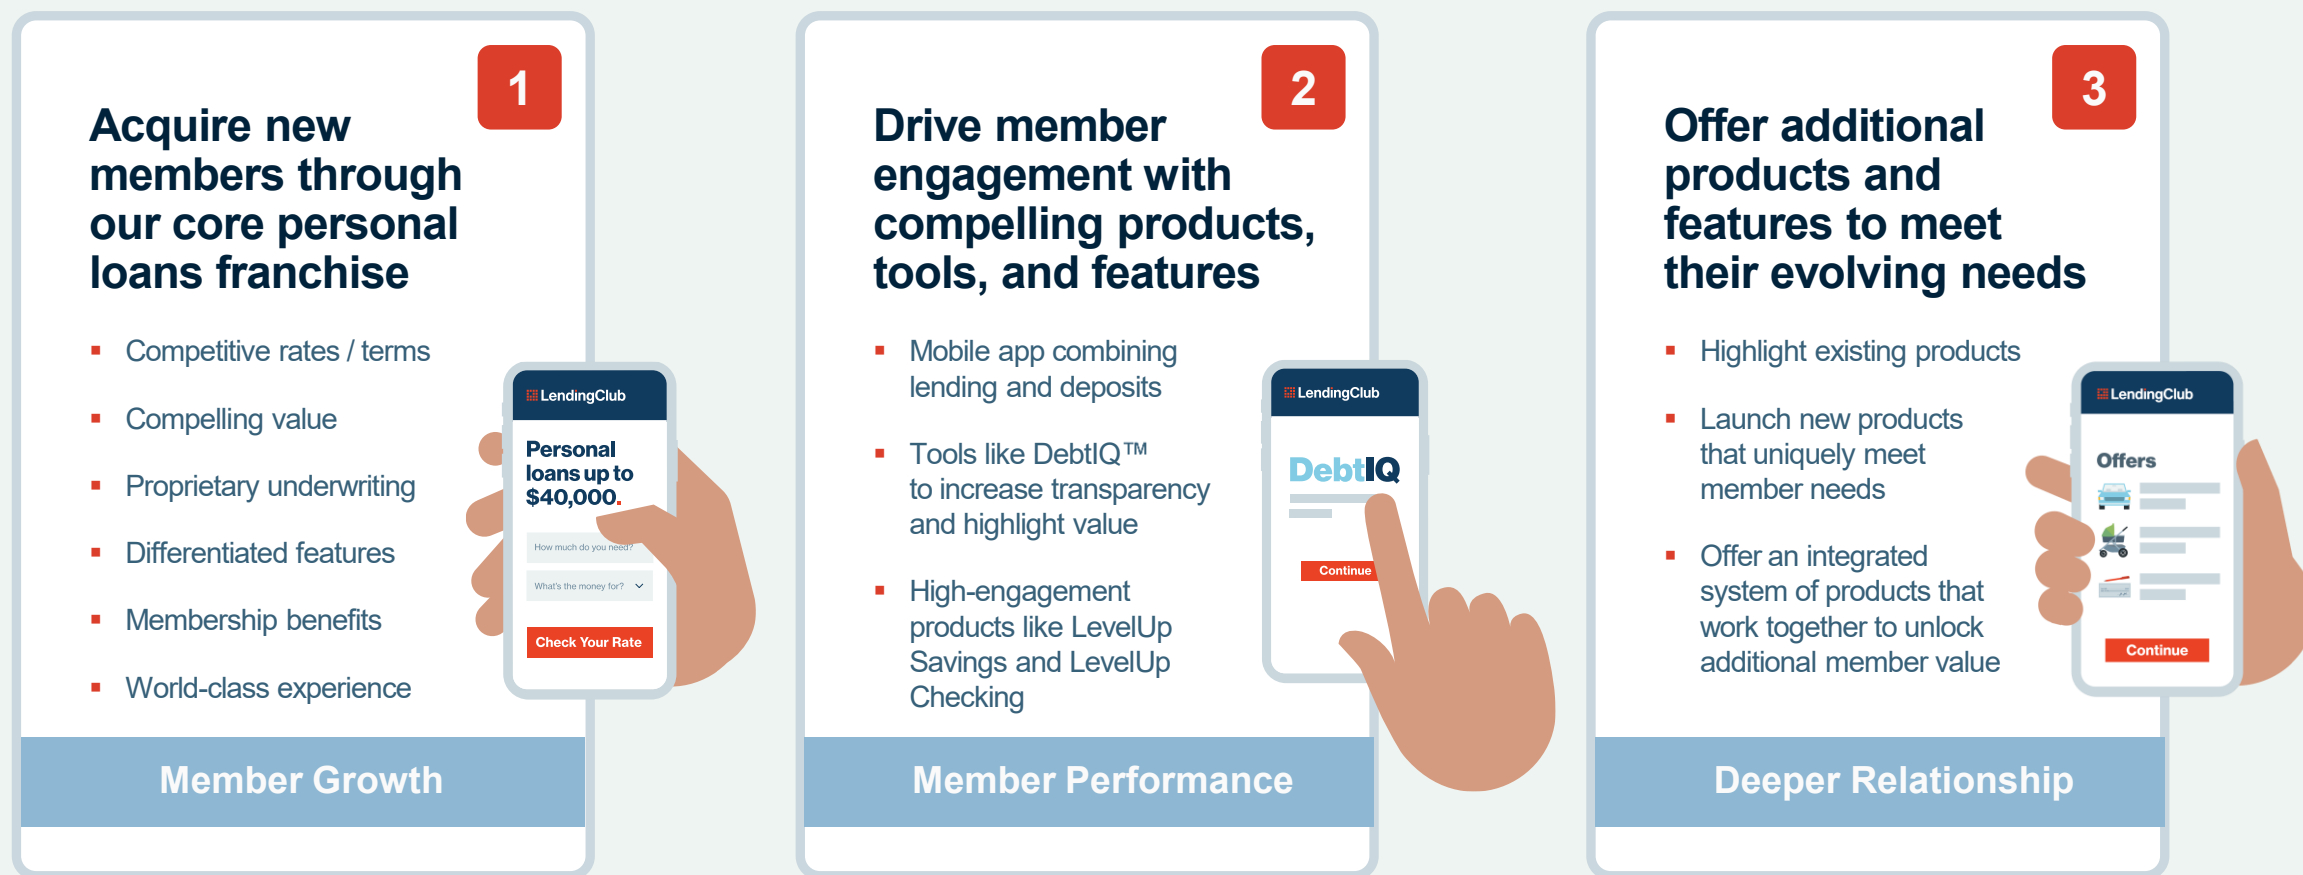 1
Acquire new
members through
our core personal
loans franchise
▪ Competitive rates / terms
▪ Compelling value
▪ Proprietary underwriting
▪ Differentiated features
▪ Membership benefits
▪ World-class experience
LendingClub
Personal
loans up to
$40,000.
How much do you need?
What's the money for?
Check Your Rate
Member Growth
2
Drive member
engagement with
compelling products,
tools, and features
▪ Mobile app combining
lending and deposits
▪ Tools like DebtIQ™
to increase transparency
and highlight value
▪ High-engagement
products like LevelUp
Savings and LevelUp
Checking
LendingClub
DebtIQ
Continue
Member Performance
3
Offer additional
products and
features to meet
their evolving needs
▪ Highlight existing products
▪ Launch new products
that uniquely meet
member needs
▪ Offer an integrated
system of products that
work together to unlock
additional member value
LendingClub
Offers
Continue
Deeper Relationship